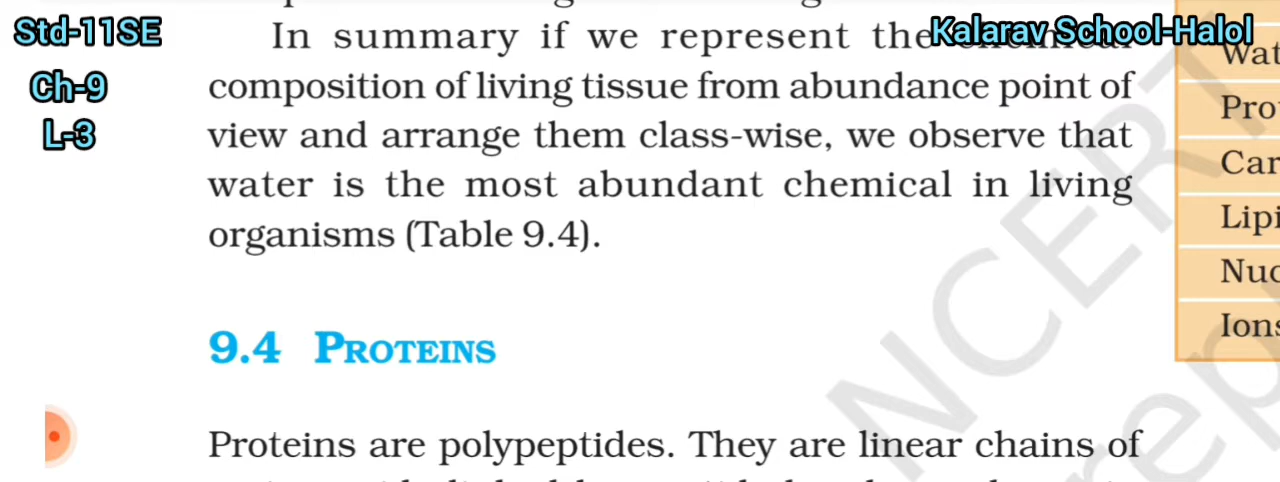 Std-11SE
Ch-9
L-3
Kalarav School-Halol
In summary if we represent the
composition of living tissue from abundance point of
view and arrange them class-wise, we observe that
water is the most abundant chemical in living
organisms (Table 9.4).
9.4 PROTEINS
Proteins are polypeptides. They are linear chains of
NCERT